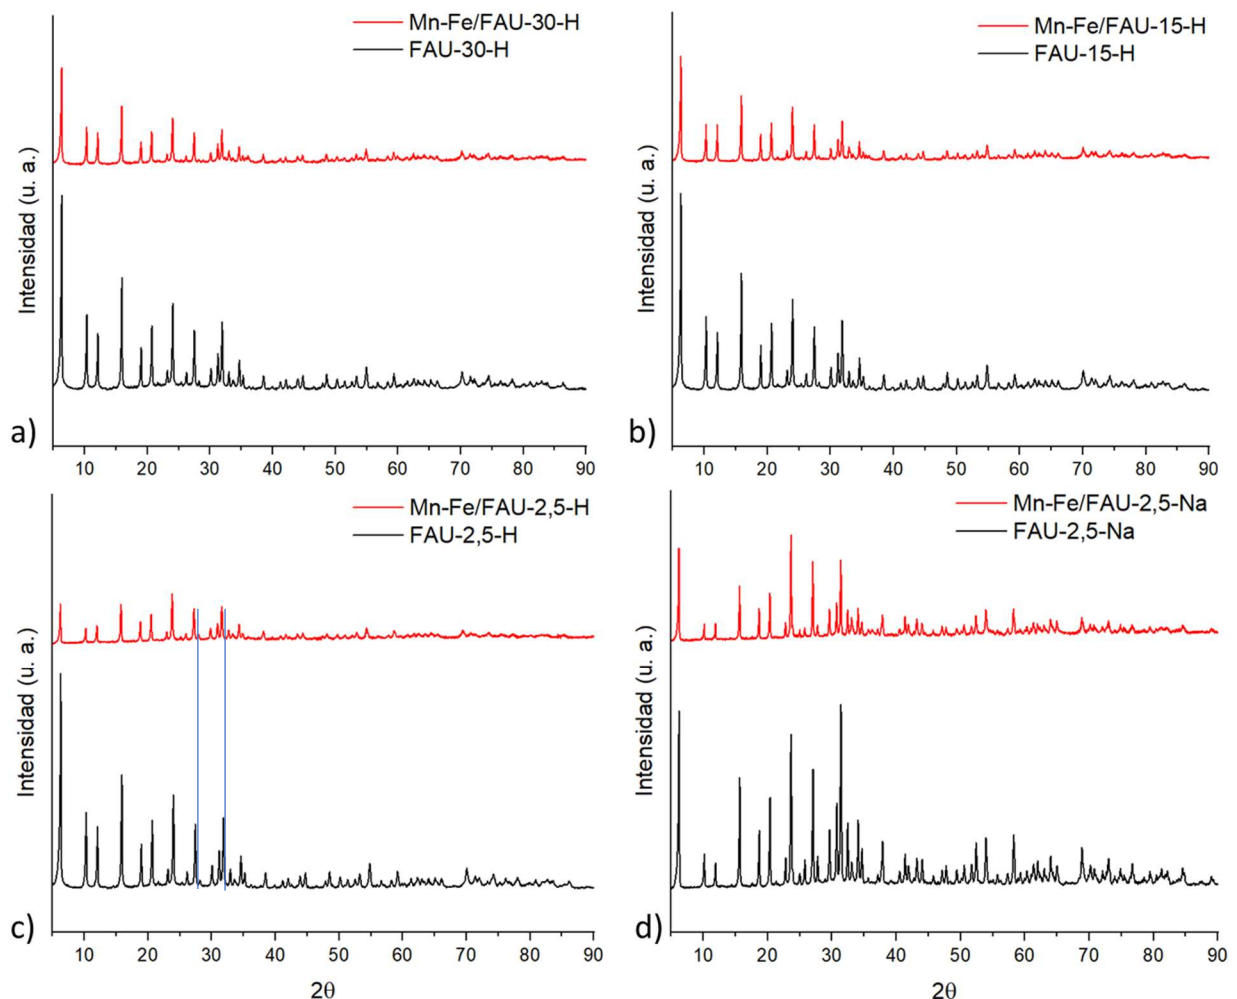 Mn-Fe/FAU-30-H
FAU-30-H
Intensidad (u. a.)
a)
10 20 30 40 50 60 70 80 90
Mn-Fe/FAU-15-H
FAU-15-H
Intensidad (u. a.)
b)
10 20 30 40 50 60 70 80 90
Mn-Fe/FAU-2,5-H
FAU-2,5-H
Intensidad (u. a.)
c)
10 20 30 40 50 60 70 80 90
2θ
Mn-Fe/FAU-2,5-Na
FAU-2,5-Na
Intensidad (u. a.)
d)
10 20 30 40 50 60 70 80 90
2θ